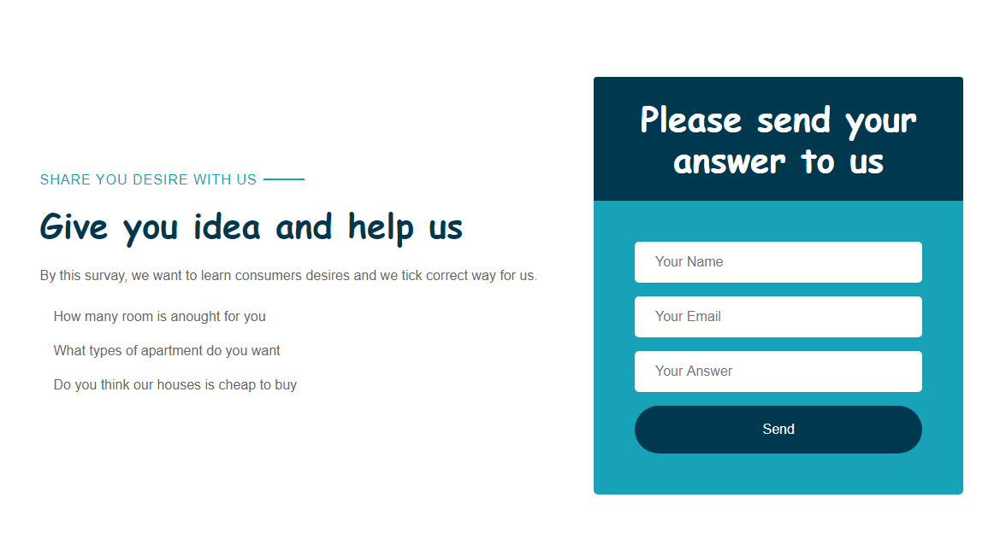 SHARE YOU DESIRE WITH US
Give you idea and help us
By this survay, we want to learn consumers desires and we tick correct way for us.
How many room is anought for you
What types of apartment do you want
Do you think our houses is cheap to buy
Please send your
answer to us
Your Name
Your Email
Your Answer
Send